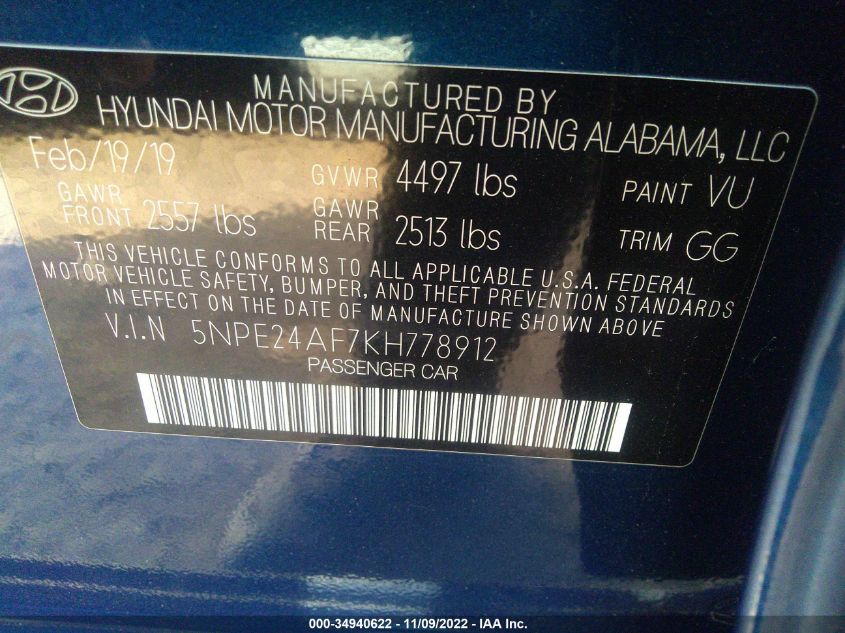 MANUFACTURED BY
HYUNDAI MOTOR MANUFACTURING ALABAMA, LLC
Feb/19/19 GVWR 4497 lbs PAINT VU
GAWR FRONT 2557 lbs GAWR REAR 2513 lbs TRIM GG
THIS VEHICLE CONFORMS TO ALL APPLICABLE U.S.A. FEDERAL
MOTOR VEHICLE SAFETY, BUMPER, AND THEFT PREVENTION STANDARDS
IN EFFECT ON THE DATE OF MANUFACTURE SHOWN ABOVE
V.I.N 5NPE24AF7KH778912
PASSENGER CAR
000-34940622 - 11/09/2022 - IAA Inc.